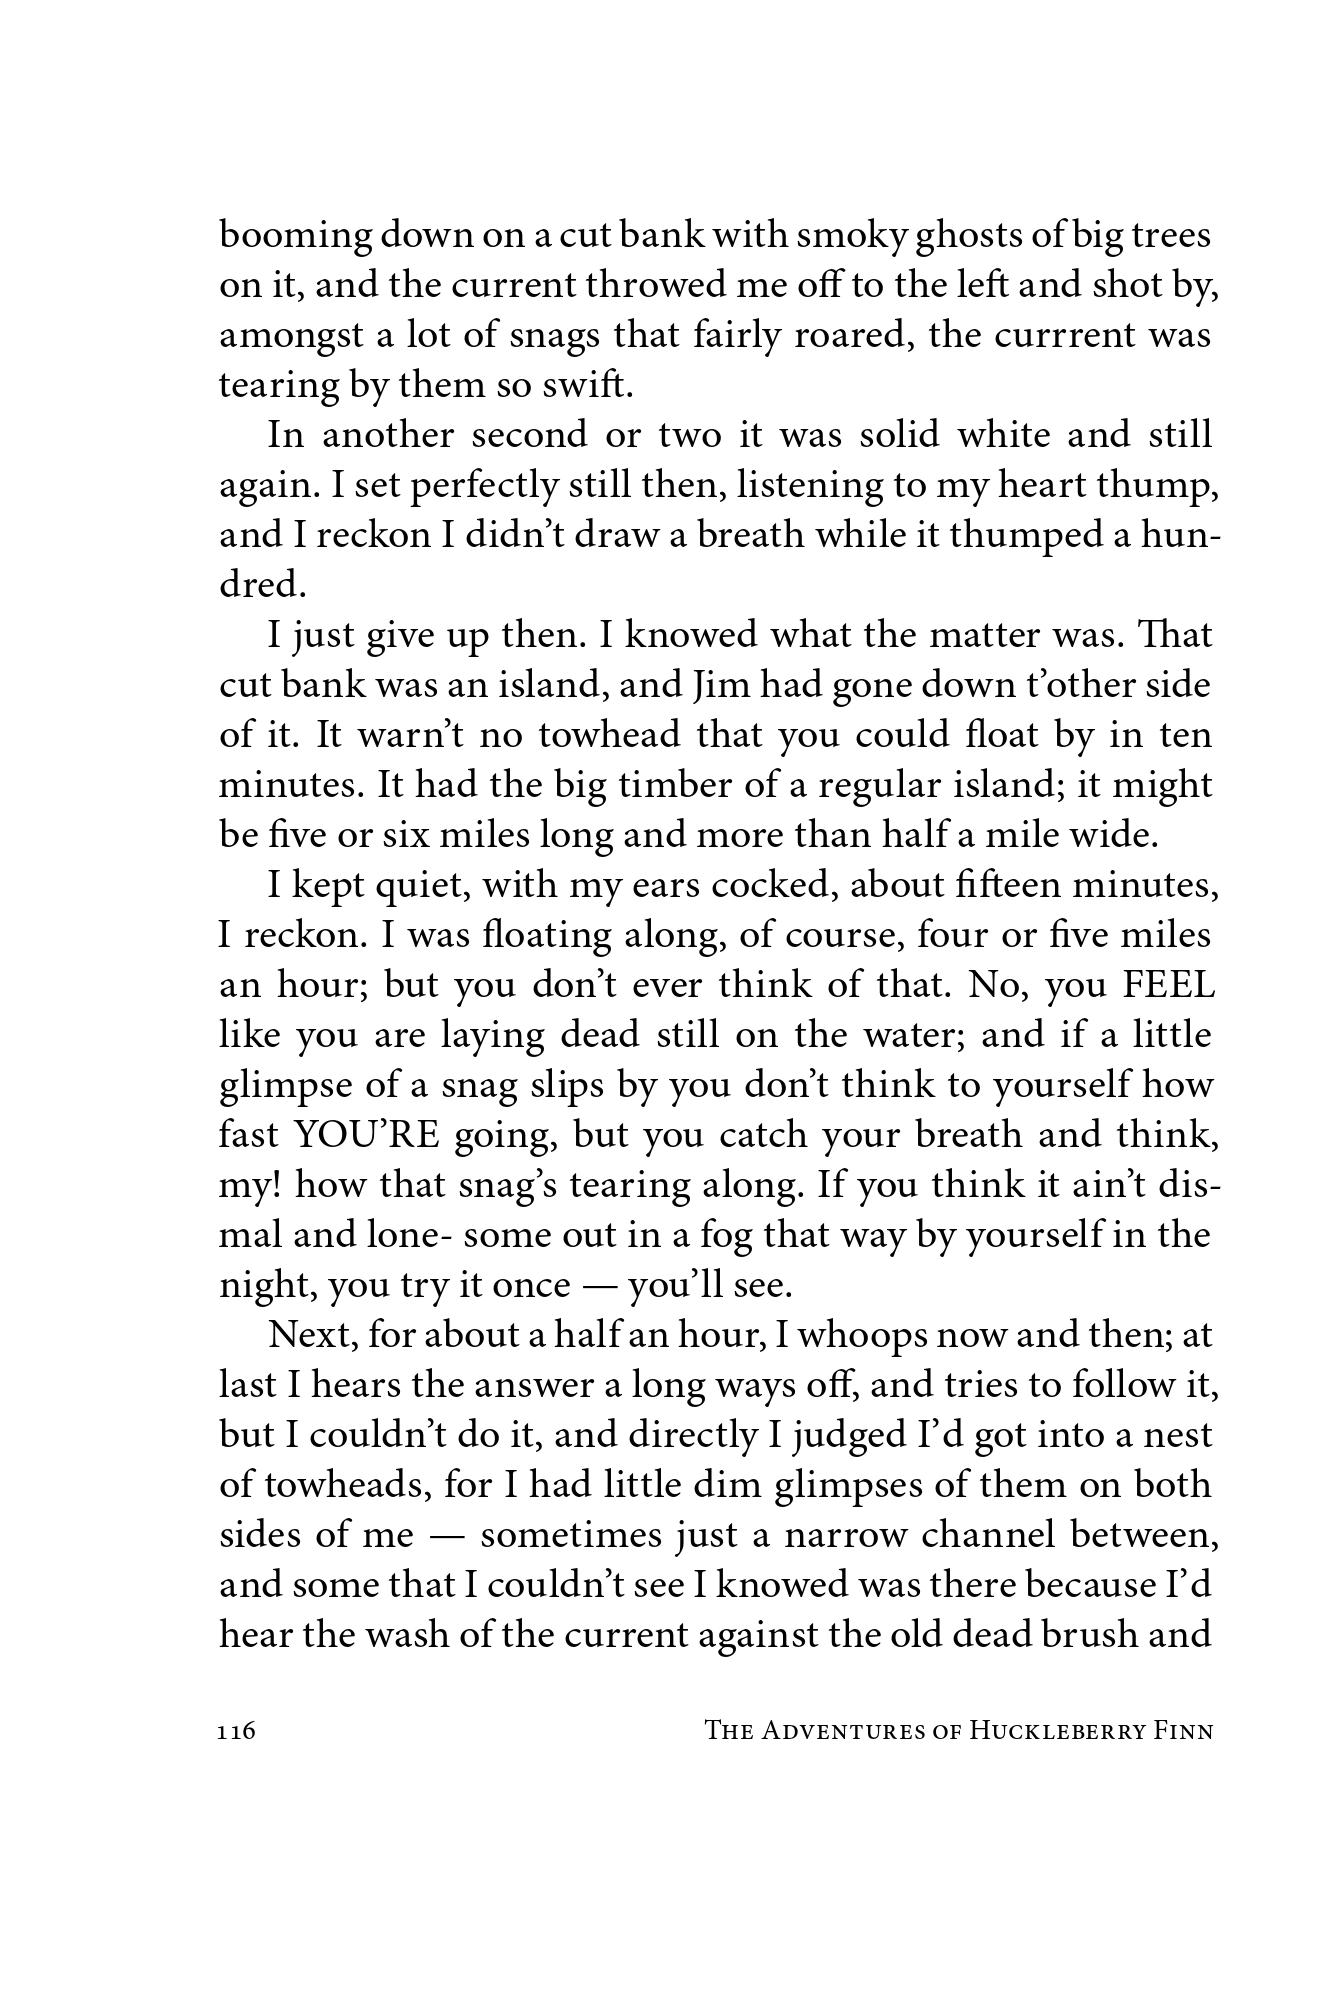 booming down on a cut bank with smoky ghosts of big trees
on it, and the current throwed me off to the left and shot by,
amongst a lot of snags that fairly roared, the currrent was
tearing by them so swift.
In another second or two it was solid white and still
again. I set perfectly still then, listening to my heart thump,
and I reckon I didn’t draw a breath while it thumped a hun-
dred.
I just give up then. I knowed what the matter was. That
cut bank was an island, and Jim had gone down t’other side
of it. It warn’t no towhead that you could float by in ten
minutes. It had the big timber of a regular island; it might
be five or six miles long and more than half a mile wide.
I kept quiet, with my ears cocked, about fifteen minutes,
I reckon. I was floating along, of course, four or five miles
an hour; but you don’t ever think of that. No, you FEEL
like you are laying dead still on the water; and if a little
glimpse of a snag slips by you don’t think to yourself how
fast YOU’RE going, but you catch your breath and think,
my! how that snag’s tearing along. If you think it ain’t dis-
mal and lone- some out in a fog that way by yourself in the
night, you try it once — you’ll see.
Next, for about a half an hour, I whoops now and then; at
last I hears the answer a long ways off, and tries to follow it,
but I couldn’t do it, and directly I judged I’d got into a nest
of towheads, for I had little dim glimpses of them on both
sides of me — sometimes just a narrow channel between,
and some that I couldn’t see I knowed was there because I’d
hear the wash of the current against the old dead brush and
116 The Adventures of Huckleberry Finn